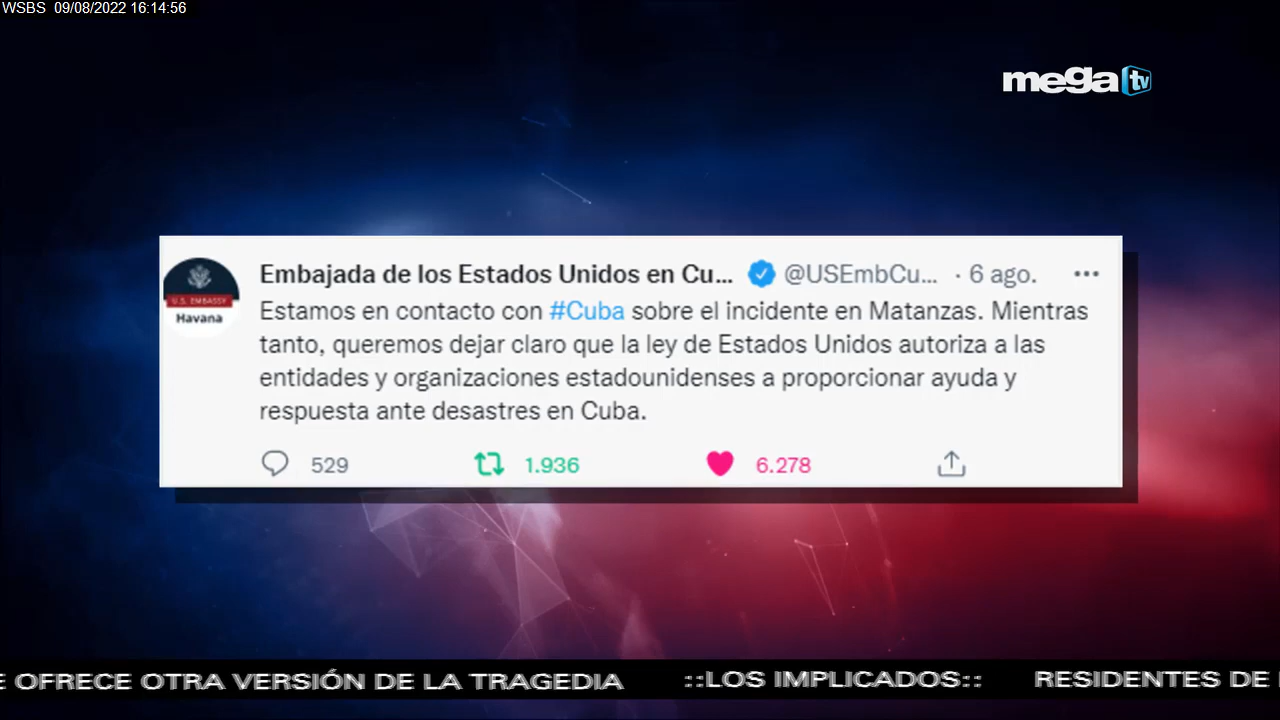 WSBS 09/08/2022 16:14:56
mega tv
Embajada de los Estados Unidos en Cu... @USEmbCu... · 6 ago.
U.S. EMBASSY
Havana
Estamos en contacto con #Cuba sobre el incidente en Matanzas. Mientras
tanto, queremos dejar claro que la ley de Estados Unidos autoriza a las
entidades y organizaciones estadounidenses a proporcionar ayuda y
respuesta ante desastres en Cuba.
529 1.936 6.278
E OFRECE OTRA VERSIÓN DE LA TRAGEDIA ::LOS IMPLICADOS:: RESIDENTES DE